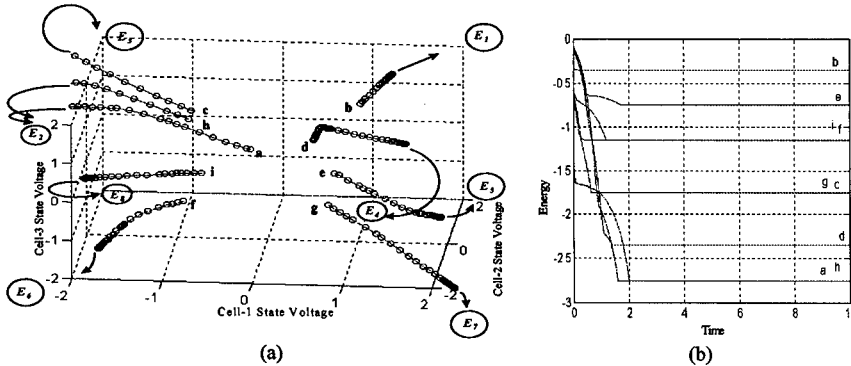 E5
E1
c
h
b
E2
d
a
2
1
0
-1
-2
Cell-3 State Voltage
i
E8
e
E4
E3
f
g
E6
-2
-1
0
1
2
-2
0
2
Cell-1 State Voltage
Cell-2 State Voltage
E7
(a)
0
-0.5
-1
-1.5
-2
-2.5
-3
Energy
b
e
i f
g c
d
h
a
0
2
4
6
8
10
Time
(b)